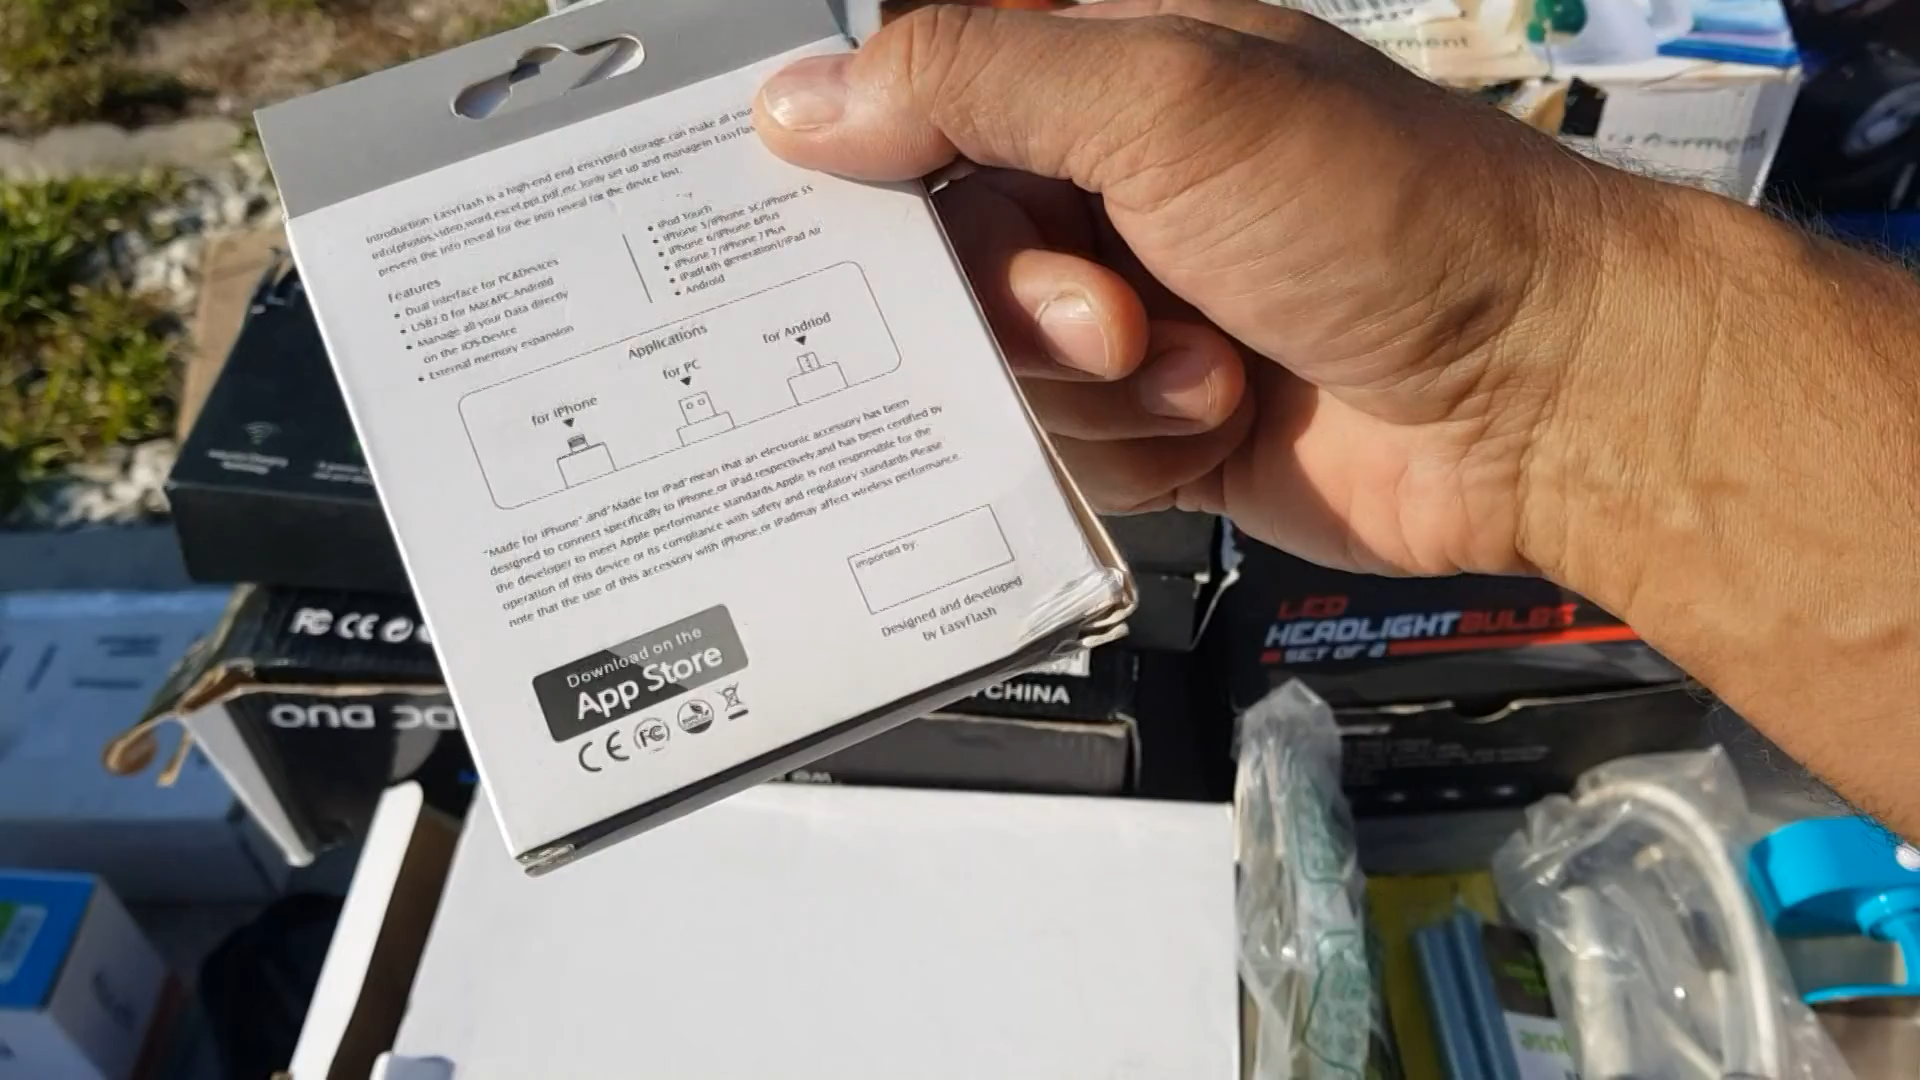 Introduction: EasyFlash is a high-end end encrypted storage,can make all your
info(photos,video,word,excel,ppt,pdf,etc.)only set up and managein Easyflas
prevent the info reveal for the device lost.
Features
• Dual interface for PC&Devices
• USB2.0 for Mac&PC-Android
• Manage all your Data directly
on the iOS-Device
• External memory expansion
• iPod Touch
• iPhone 5/iPhone 5C/iPhone 5S
• iPhone 6/iPhone 6Plus
• iPhone 7/iPhone 7Plus
• iPad(4th generation)/iPad Air
• Android
Applications
for iPhone
for PC
for Andriod
"Made for iPhone",and"Made for iPad"mean that an electronic accessory has been
designed to connect specifically to iPhone,or iPad,respectively,and has been certified by
the developer to meet Apple performance standards.Apple is not responsible for the
operation of this device or its compliance with safety and regulatory standards.Please
note that the use of this accessory with iPhone,or iPadmay affect wireless performance.
imported by:
Designed and developed
by EasyFlash
Download on the
App Store
CE FC
FC CE
CHINA
LED
HEADLIGHT BULBS
SET OF 2
Garment